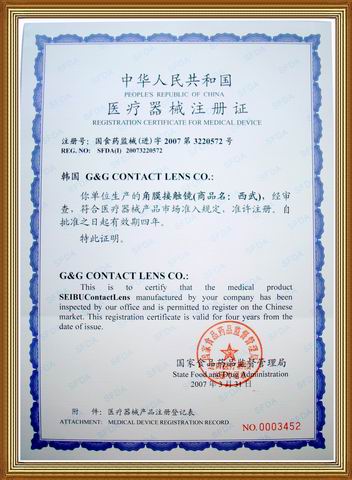 中华人民共和国
PEOPLE'S REPUBLIC OF CHINA
医疗器械注册证
REGISTRATION CERTIFICATE FOR MEDICAL DEVICE
注册号：国食药监械(进)字 2007 第 3220572 号
REG. NO: SFDA(I) 20073220572
韩国 G&G CONTACT LENS CO.:
你单位生产的角膜接触镜(商品名：西武)，经审
查，符合医疗器械产品市场准入规定，准许注册。自
批准之日起有效期四年。
特此证明。
G&G CONTACT LENS CO.:
This is to certify that the medical product
SEIBUContactLens manufactured by your company has been
inspected by our office and is permitted to register on the Chinese
market. This registration certificate is valid for four years from the
date of issue.
国家食品药品监督管理局
State Food and Drug Administration
2007 年 3 月 31 日
附 件：医疗器械产品注册登记表
ATTACHMENT: MEDICAL DEVICE REGISTRATION RECORD.
NO.0003452